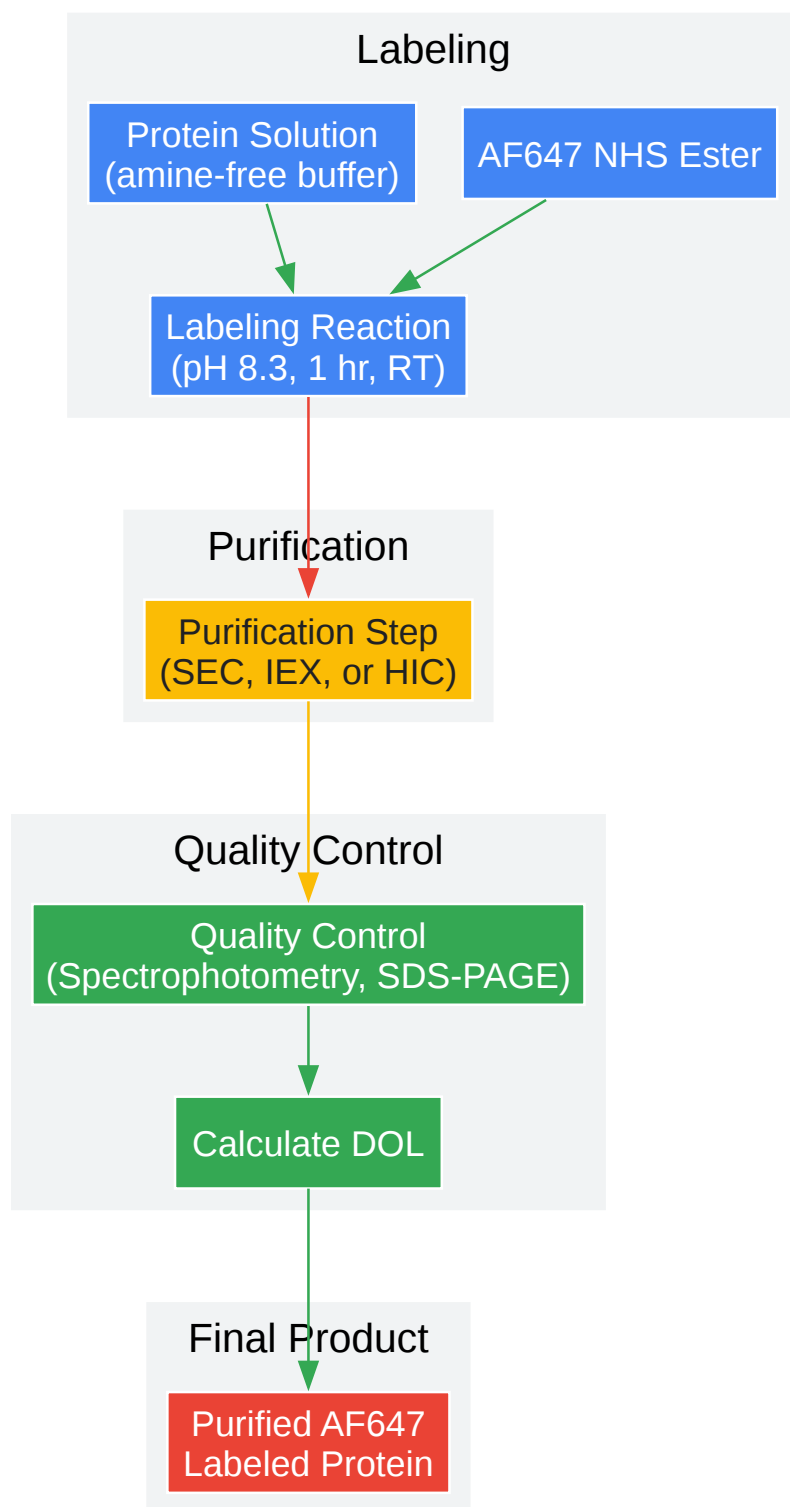 Labeling
Protein Solution
(amine-free buffer)
AF647 NHS Ester
Labeling Reaction
(pH 8.3, 1 hr, RT)
Purification
Purification Step
(SEC, IEX, or HIC)
Quality Control
Quality Control
(Spectrophotometry, SDS-PAGE)
Calculate DOL
Final Product
Purified AF647
Labeled Protein